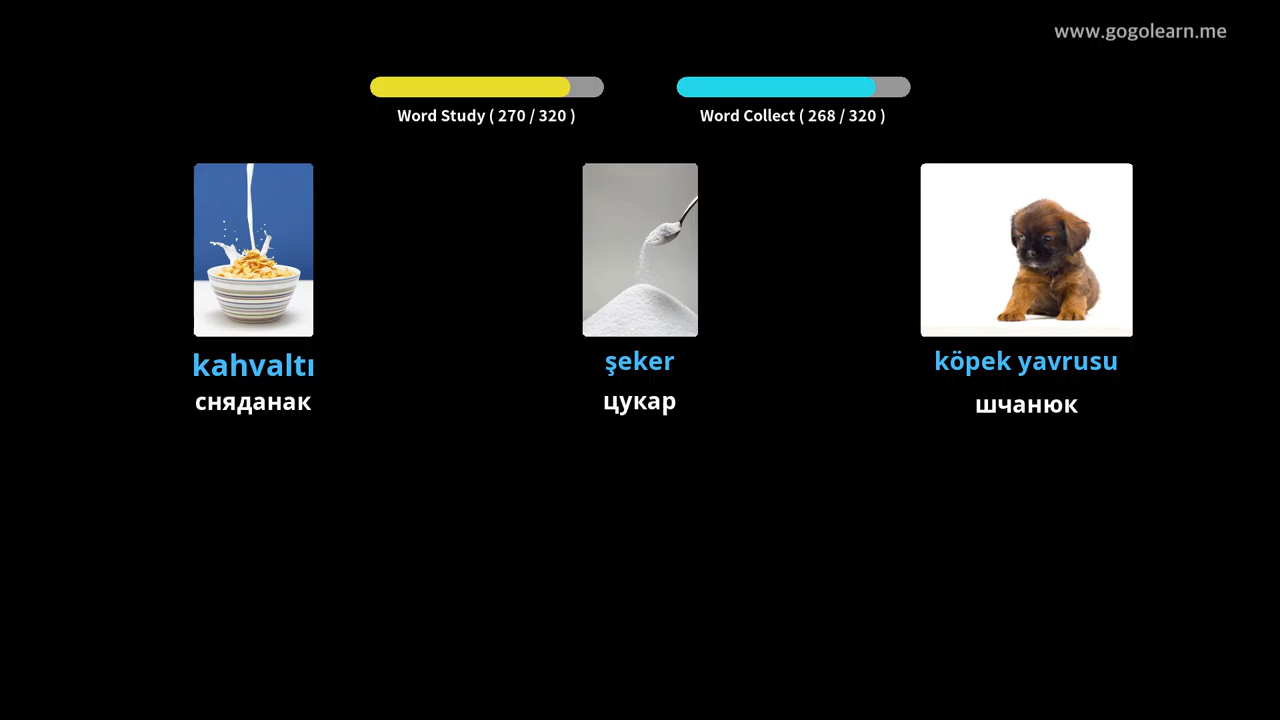 www.gogolearn.me
Word Study ( 270 / 320 )
Word Collect ( 268 / 320 )
kahvaltı
сняданак
şeker
цукар
köpek yavrusu
шчанюк